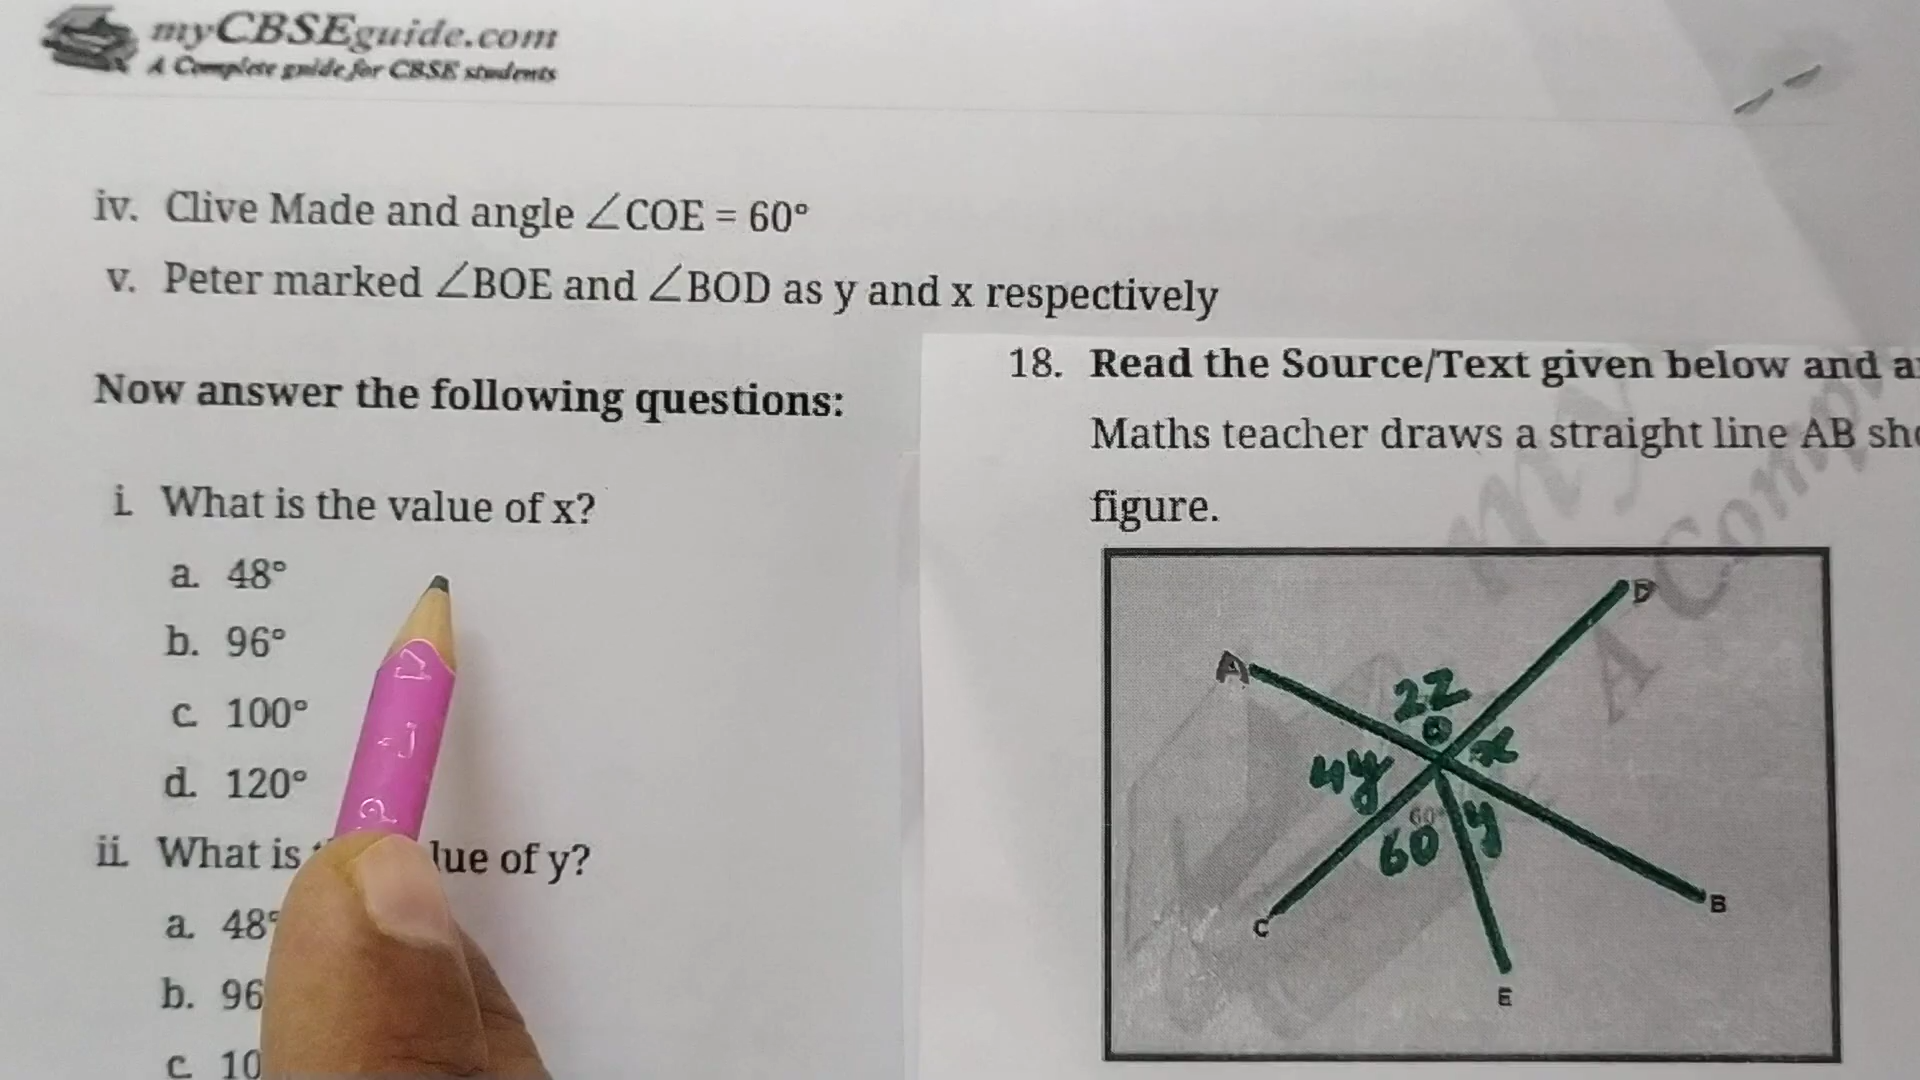 myCBSEguide.com
A Complete guide for CBSE students
iv. Clive Made and angle ∠COE = 60°
v. Peter marked ∠BOE and ∠BOD as y and x respectively
Now answer the following questions:
i. What is the value of x?
a. 48°
b. 96°
c. 100°
d. 120°
ii. What is lue of y?
a. 48°
b. 96
c. 10
18. Read the Source/Text given below and a
Maths teacher draws a straight line AB sh
figure.
D
A
2Z
O
x
4y
60°
60
y
B
C
E
my
A Comp